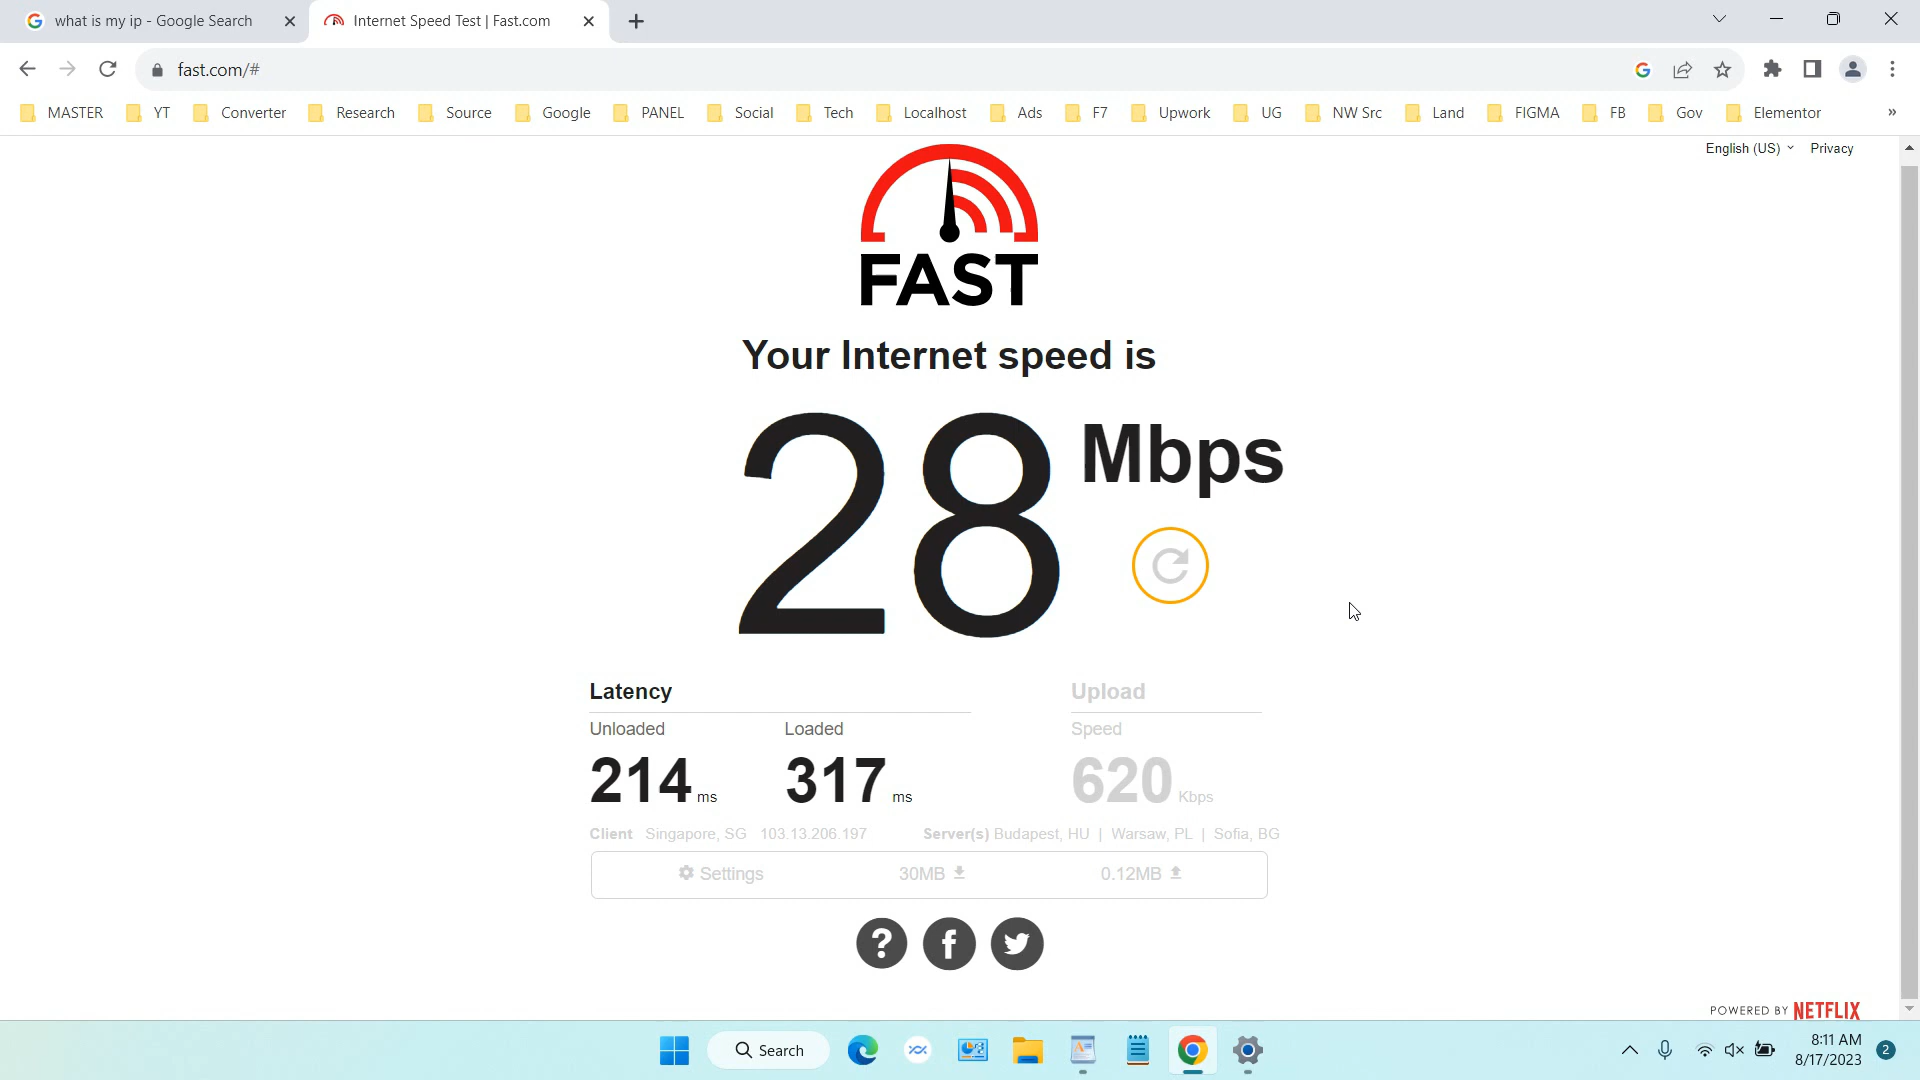 what is my ip - Google Search
Internet Speed Test | Fast.com
fast.com/#
MASTER YT Converter Research Source Google PANEL Social Tech Localhost Ads F7 Upwork UG NW Src Land FIGMA FB Gov Elementor »
English (US) Privacy
FAST
Your Internet speed is
28 Mbps
Latency Upload
Unloaded Loaded Speed
214 ms 317 ms 620 Kbps
Client Singapore, SG 103.13.206.197 Server(s) Budapest, HU | Warsaw, PL | Sofia, BG
Settings 30MB 0.12MB
?
f
POWERED BY NETFLIX
Search
8:11 AM
8/17/2023
2